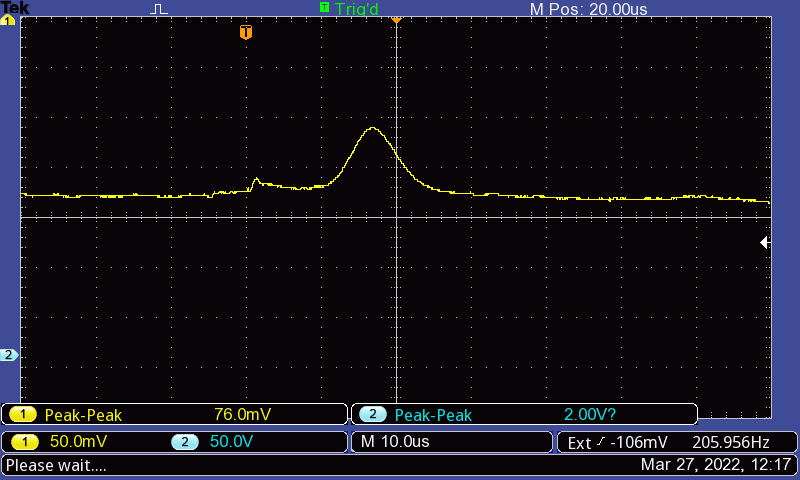 Tek T Trig'd M Pos: 20.00us
1
T
2
1 Peak-Peak 76.0mV 2 Peak-Peak 2.00V?
1 50.0mV 2 50.0V M 10.0us Ext -106mV 205.956Hz
Please wait.... Mar 27, 2022, 12:17